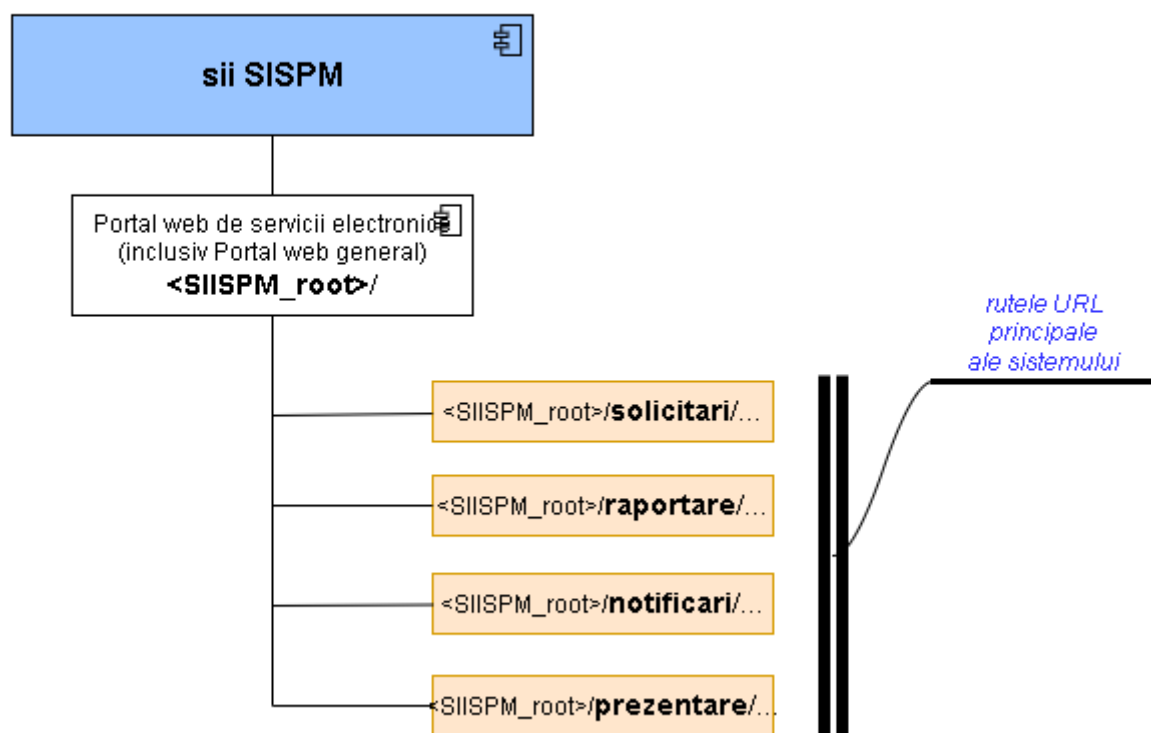 sii SISPM
Portal web de servicii electronice
(inclusiv Portal web general)
<SIISPM_root>/
rutele URL
principale
ale sistemului
<SIISPM_root>/solicitari/...
<SIISPM_root>/raportare/...
<SIISPM_root>/notificari/...
<SIISPM_root>/prezentare/...